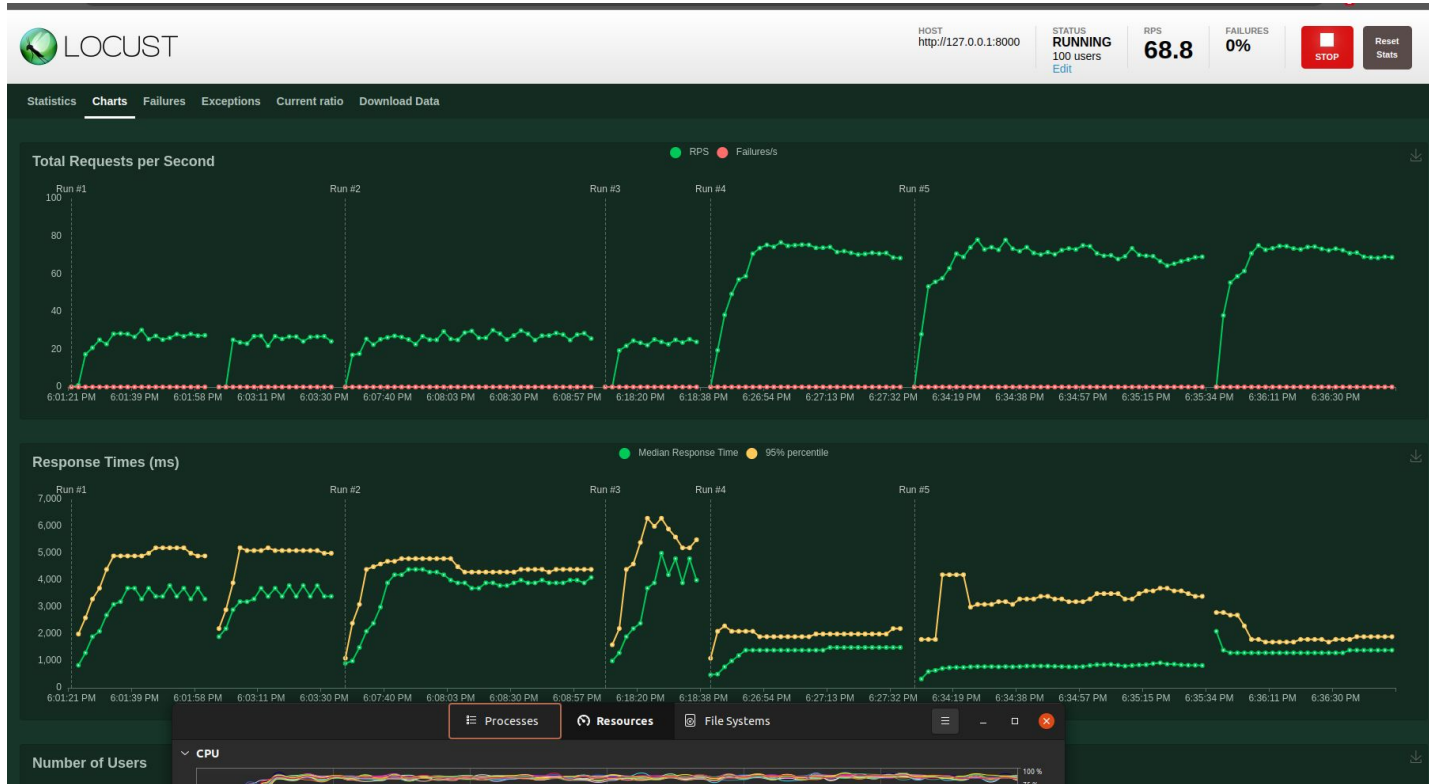 LOCUST
HOST
http://127.0.0.1:8000
STATUS
RUNNING
100 users
Edit
RPS
68.8
FAILURES
0%
STOP
Reset
Stats
Statistics Charts Failures Exceptions Current ratio Download Data
Total Requests per Second
RPS Failures/s
Run #1 Run #2 Run #3 Run #4 Run #5
100
80
60
40
20
0
6:01:21 PM 6:01:39 PM 6:01:58 PM 6:03:11 PM 6:03:30 PM 6:07:40 PM 6:08:03 PM 6:08:30 PM 6:08:57 PM 6:18:20 PM 6:18:38 PM 6:26:54 PM 6:27:13 PM 6:27:32 PM 6:34:19 PM 6:34:38 PM 6:34:57 PM 6:35:15 PM 6:35:34 PM 6:36:11 PM 6:36:30 PM
Response Times (ms)
Median Response Time 95% percentile
Run #1 Run #2 Run #3 Run #4 Run #5
7,000
6,000
5,000
4,000
3,000
2,000
1,000
0
6:01:21 PM 6:01:39 PM 6:01:58 PM 6:03:11 PM 6:03:30 PM 6:07:40 PM 6:08:03 PM 6:08:30 PM 6:08:57 PM 6:18:20 PM 6:18:38 PM 6:26:54 PM 6:27:13 PM 6:27:32 PM 6:34:19 PM 6:34:38 PM 6:34:57 PM 6:35:15 PM 6:35:34 PM 6:36:11 PM 6:36:30 PM
Processes Resources File Systems
CPU
100 %
Number of Users